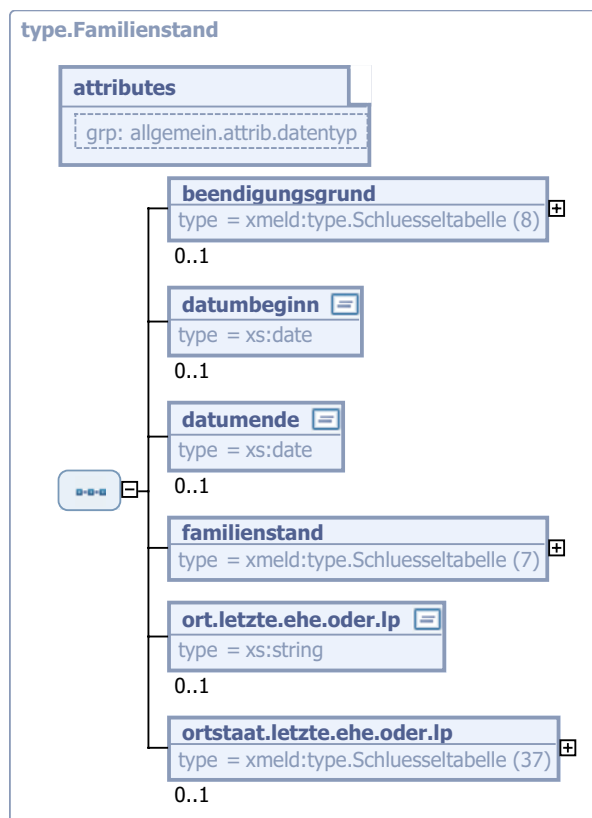 type.Familienstand
attributes
grp: allgemein.attrib.datentyp
beendigungsgrund
type = xmeld:type.Schluesseltabelle (8)
0..1
datumbeginn
type = xs:date
0..1
datumende
type = xs:date
0..1
familienstand
type = xmeld:type.Schluesseltabelle (7)
ort.letzte.ehe.oder.lp
type = xs:string
0..1
ortstaat.letzte.ehe.oder.lp
type = xmeld:type.Schluesseltabelle (37)
0..1